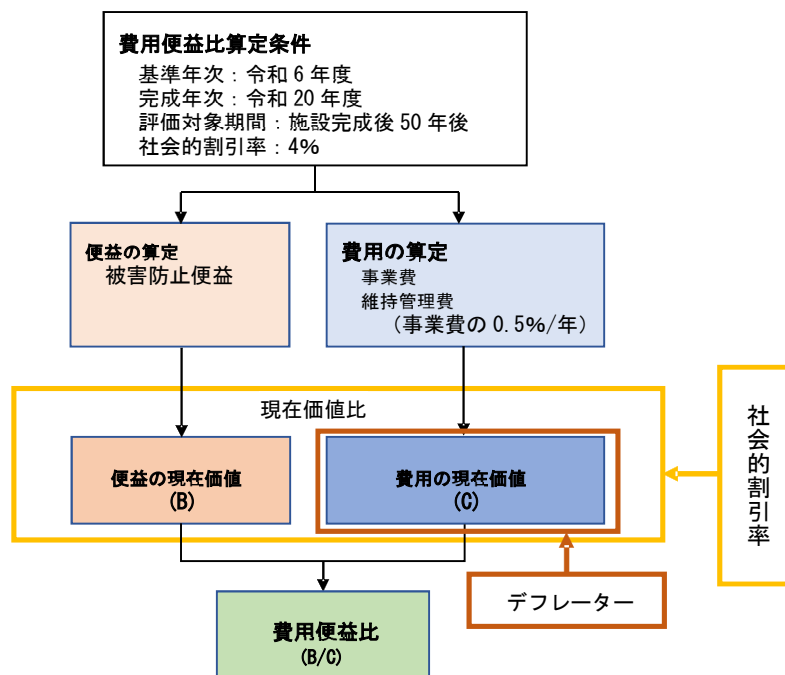 費用便益比算定条件
基準年次：令和 6 年度
完成年次：令和 20 年度
評価対象期間：施設完成後 50 年後
社会的割引率：4%
便益の算定
被害防止便益
費用の算定
事業費
維持管理費
（事業費の 0.5%/年）
現在価値比
便益の現在価値
(B)
費用の現在価値
(C)
社会的割引率
デフレーター
費用便益比
(B/C)